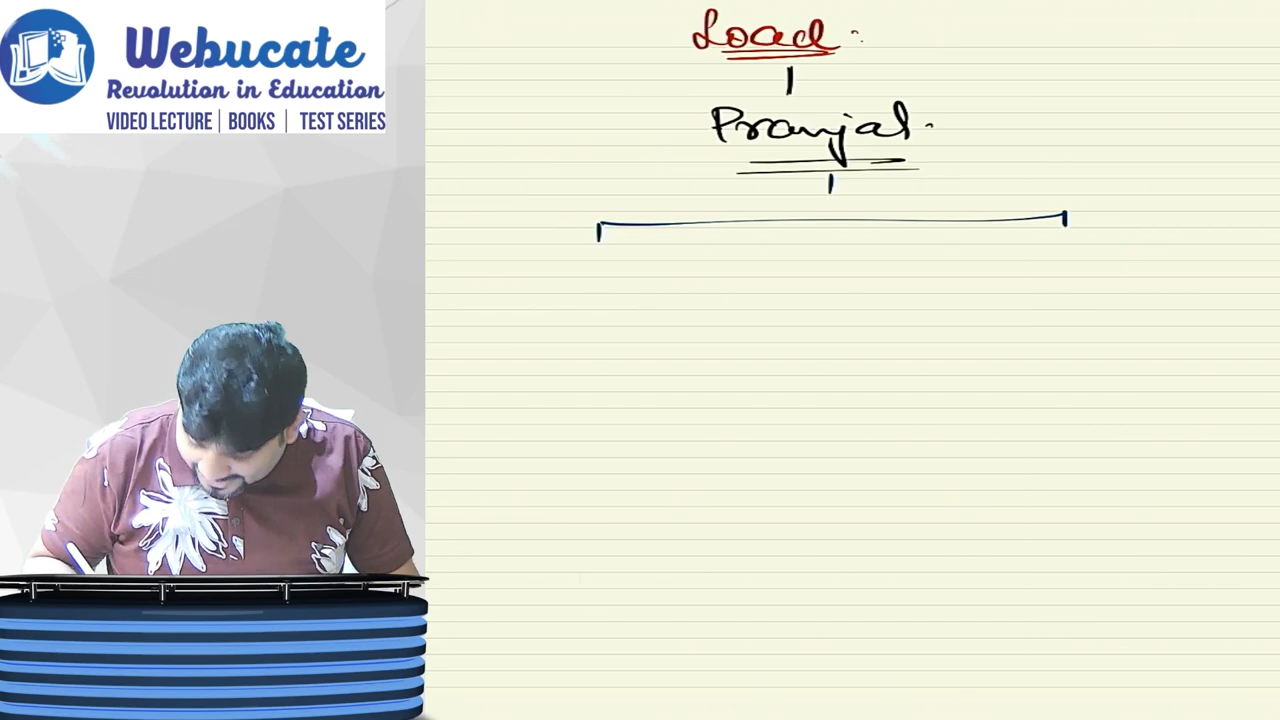 Webucate
Revolution in Education
VIDEO LECTURE | BOOKS | TEST SERIES
Load :
Pranjal.